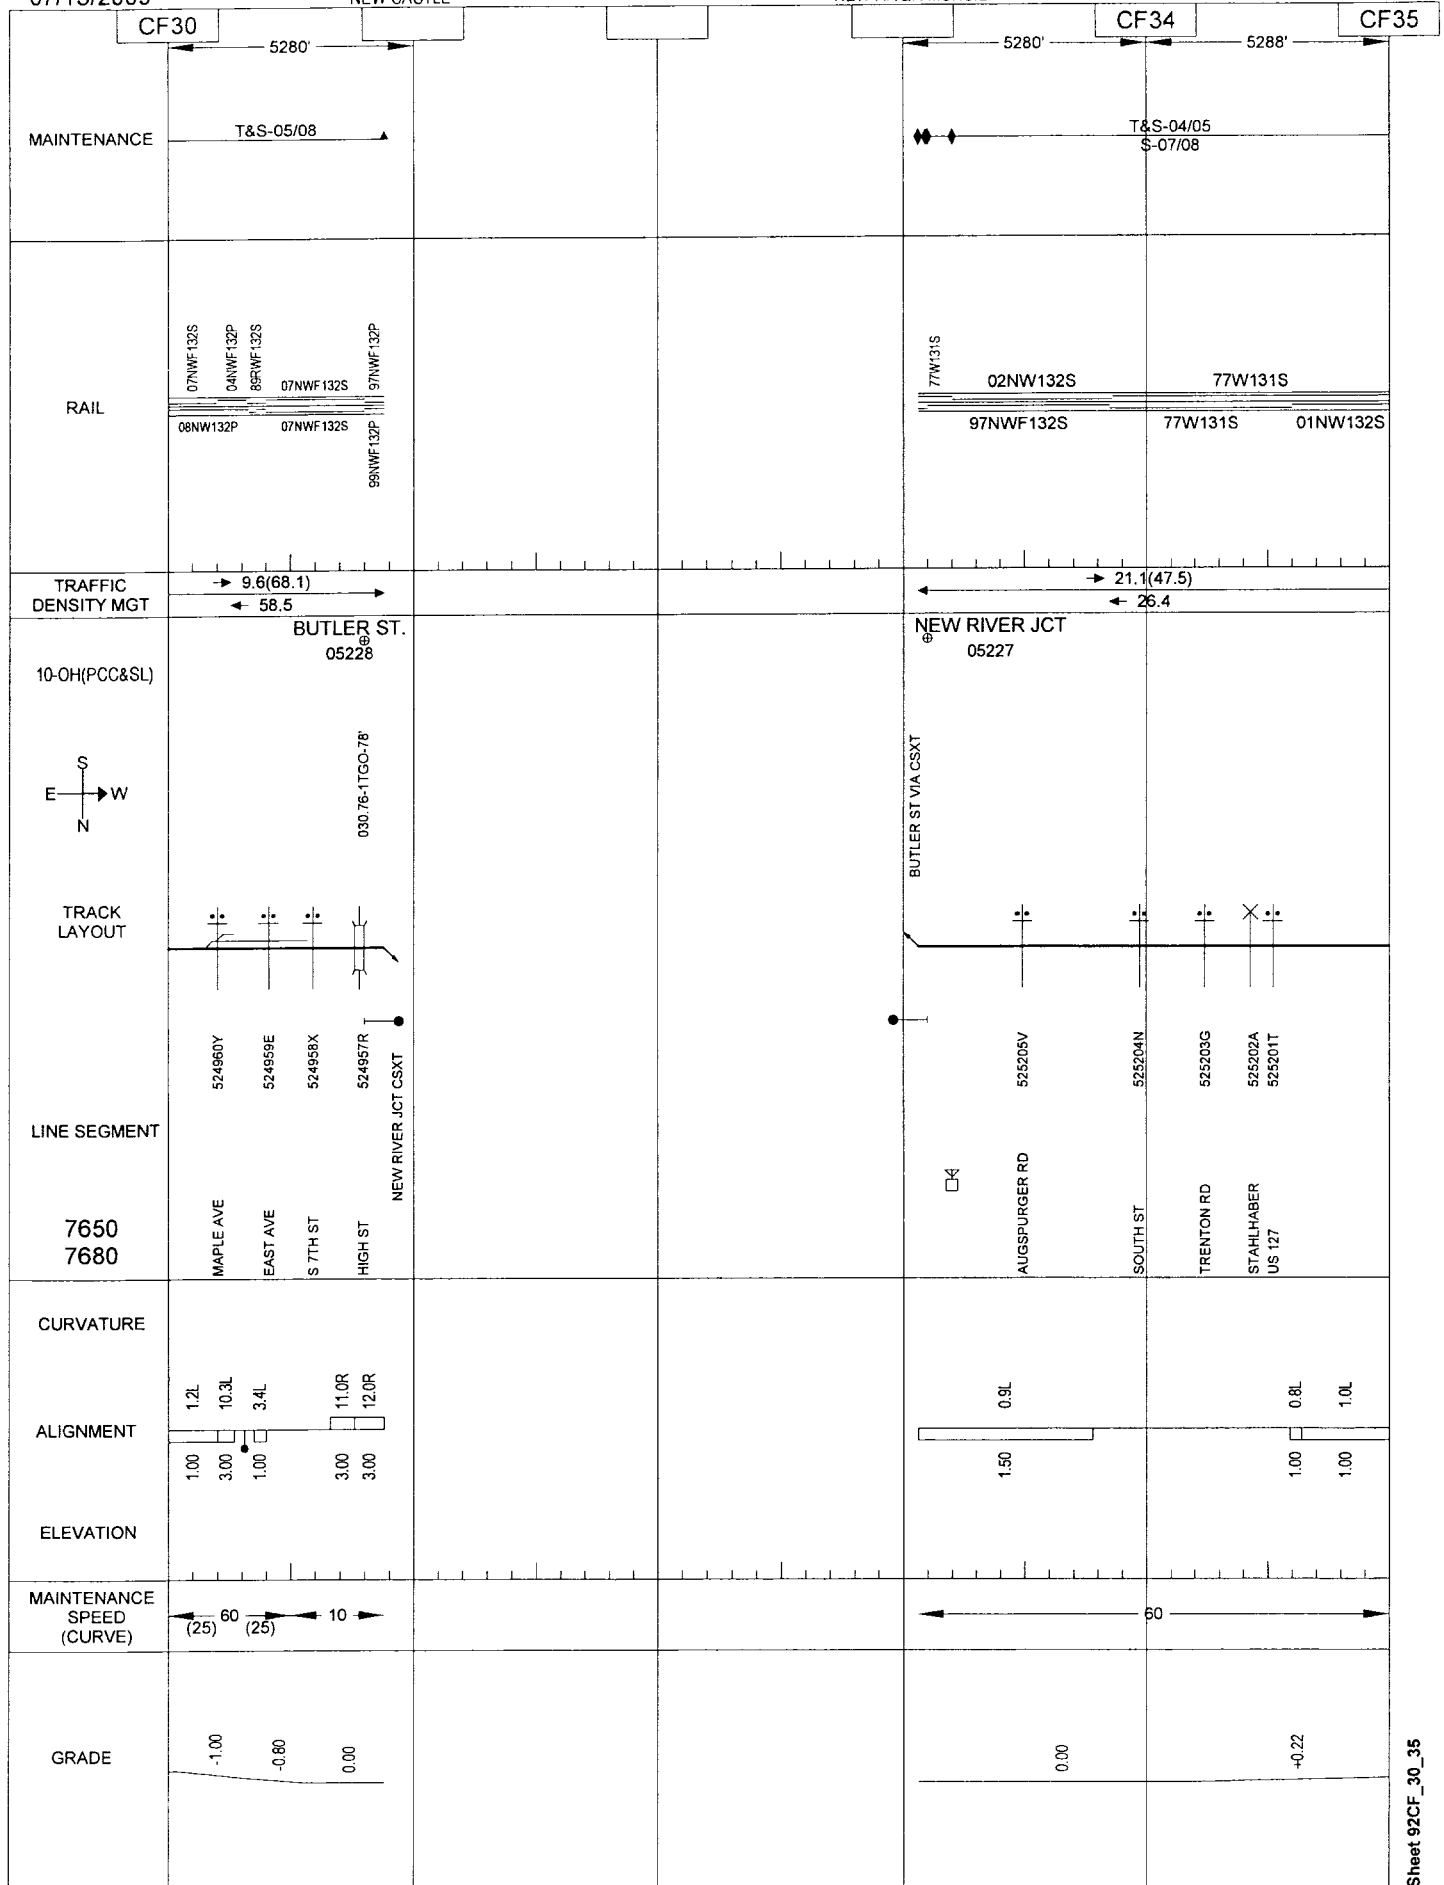 CF30
CF34
CF35
5280'
5280'
5288'
MAINTENANCE
T&S-05/08
T&S-04/05
S-07/08
RAIL
07NWF132S
04NWF132P
89RWF132S
07NWF132S
97NWF132P
08NW132P
07NWF132S
99NWF132P
77W131S
02NW132S
77W131S
97NWF132S
77W131S
01NW132S
TRAFFIC
DENSITY MGT
9.6(68.1)
58.5
21.1(47.5)
26.4
BUTLER ST.
05228
NEW RIVER JCT
05227
10-OH(PCC&SL)
S
E
W
N
030.76-1TGO-78'
BUTLER ST VIA CSXT
TRACK
LAYOUT
524960Y
524959E
524958X
524957R
NEW RIVER JCT CSXT
525205V
525204N
525203G
525202A
525201T
LINE SEGMENT
7650
7680
MAPLE AVE
EAST AVE
S 7TH ST
HIGH ST
AUGSPURGER RD
SOUTH ST
TRENTON RD
STAHLHABER
US 127
CURVATURE
1.2L
10.3L
3.4L
11.0R
12.0R
0.9L
0.8L
1.0L
ALIGNMENT
1.00
3.00
1.00
3.00
3.00
1.50
1.00
1.00
ELEVATION
MAINTENANCE
SPEED
(CURVE)
60
(25)
(25)
10
60
GRADE
-1.00
-0.80
0.00
0.00
+0.22
Sheet 92CF_30_35